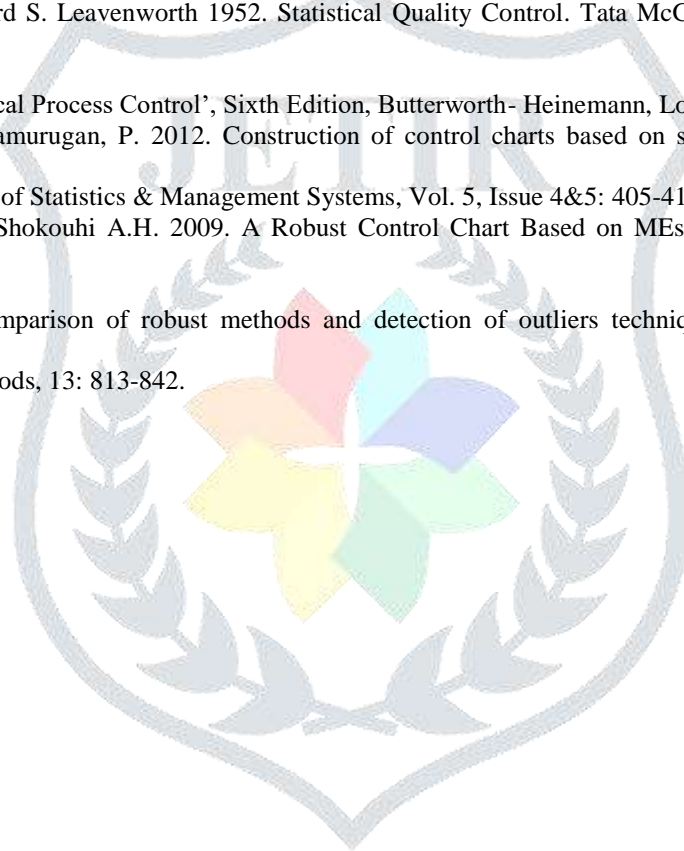 rd S. Leavenworth 1952. Statistical Quality Control. Tata McG
cal Process Control’, Sixth Edition, Butterworth- Heinemann, Lo
amurugan, P. 2012. Construction of control charts based on s
of Statistics & Management Systems, Vol. 5, Issue 4&5: 405-41
Shokouhi A.H. 2009. A Robust Control Chart Based on MEs
mparison of robust methods and detection of outliers techniq
ods, 13: 813-842.
JETIR